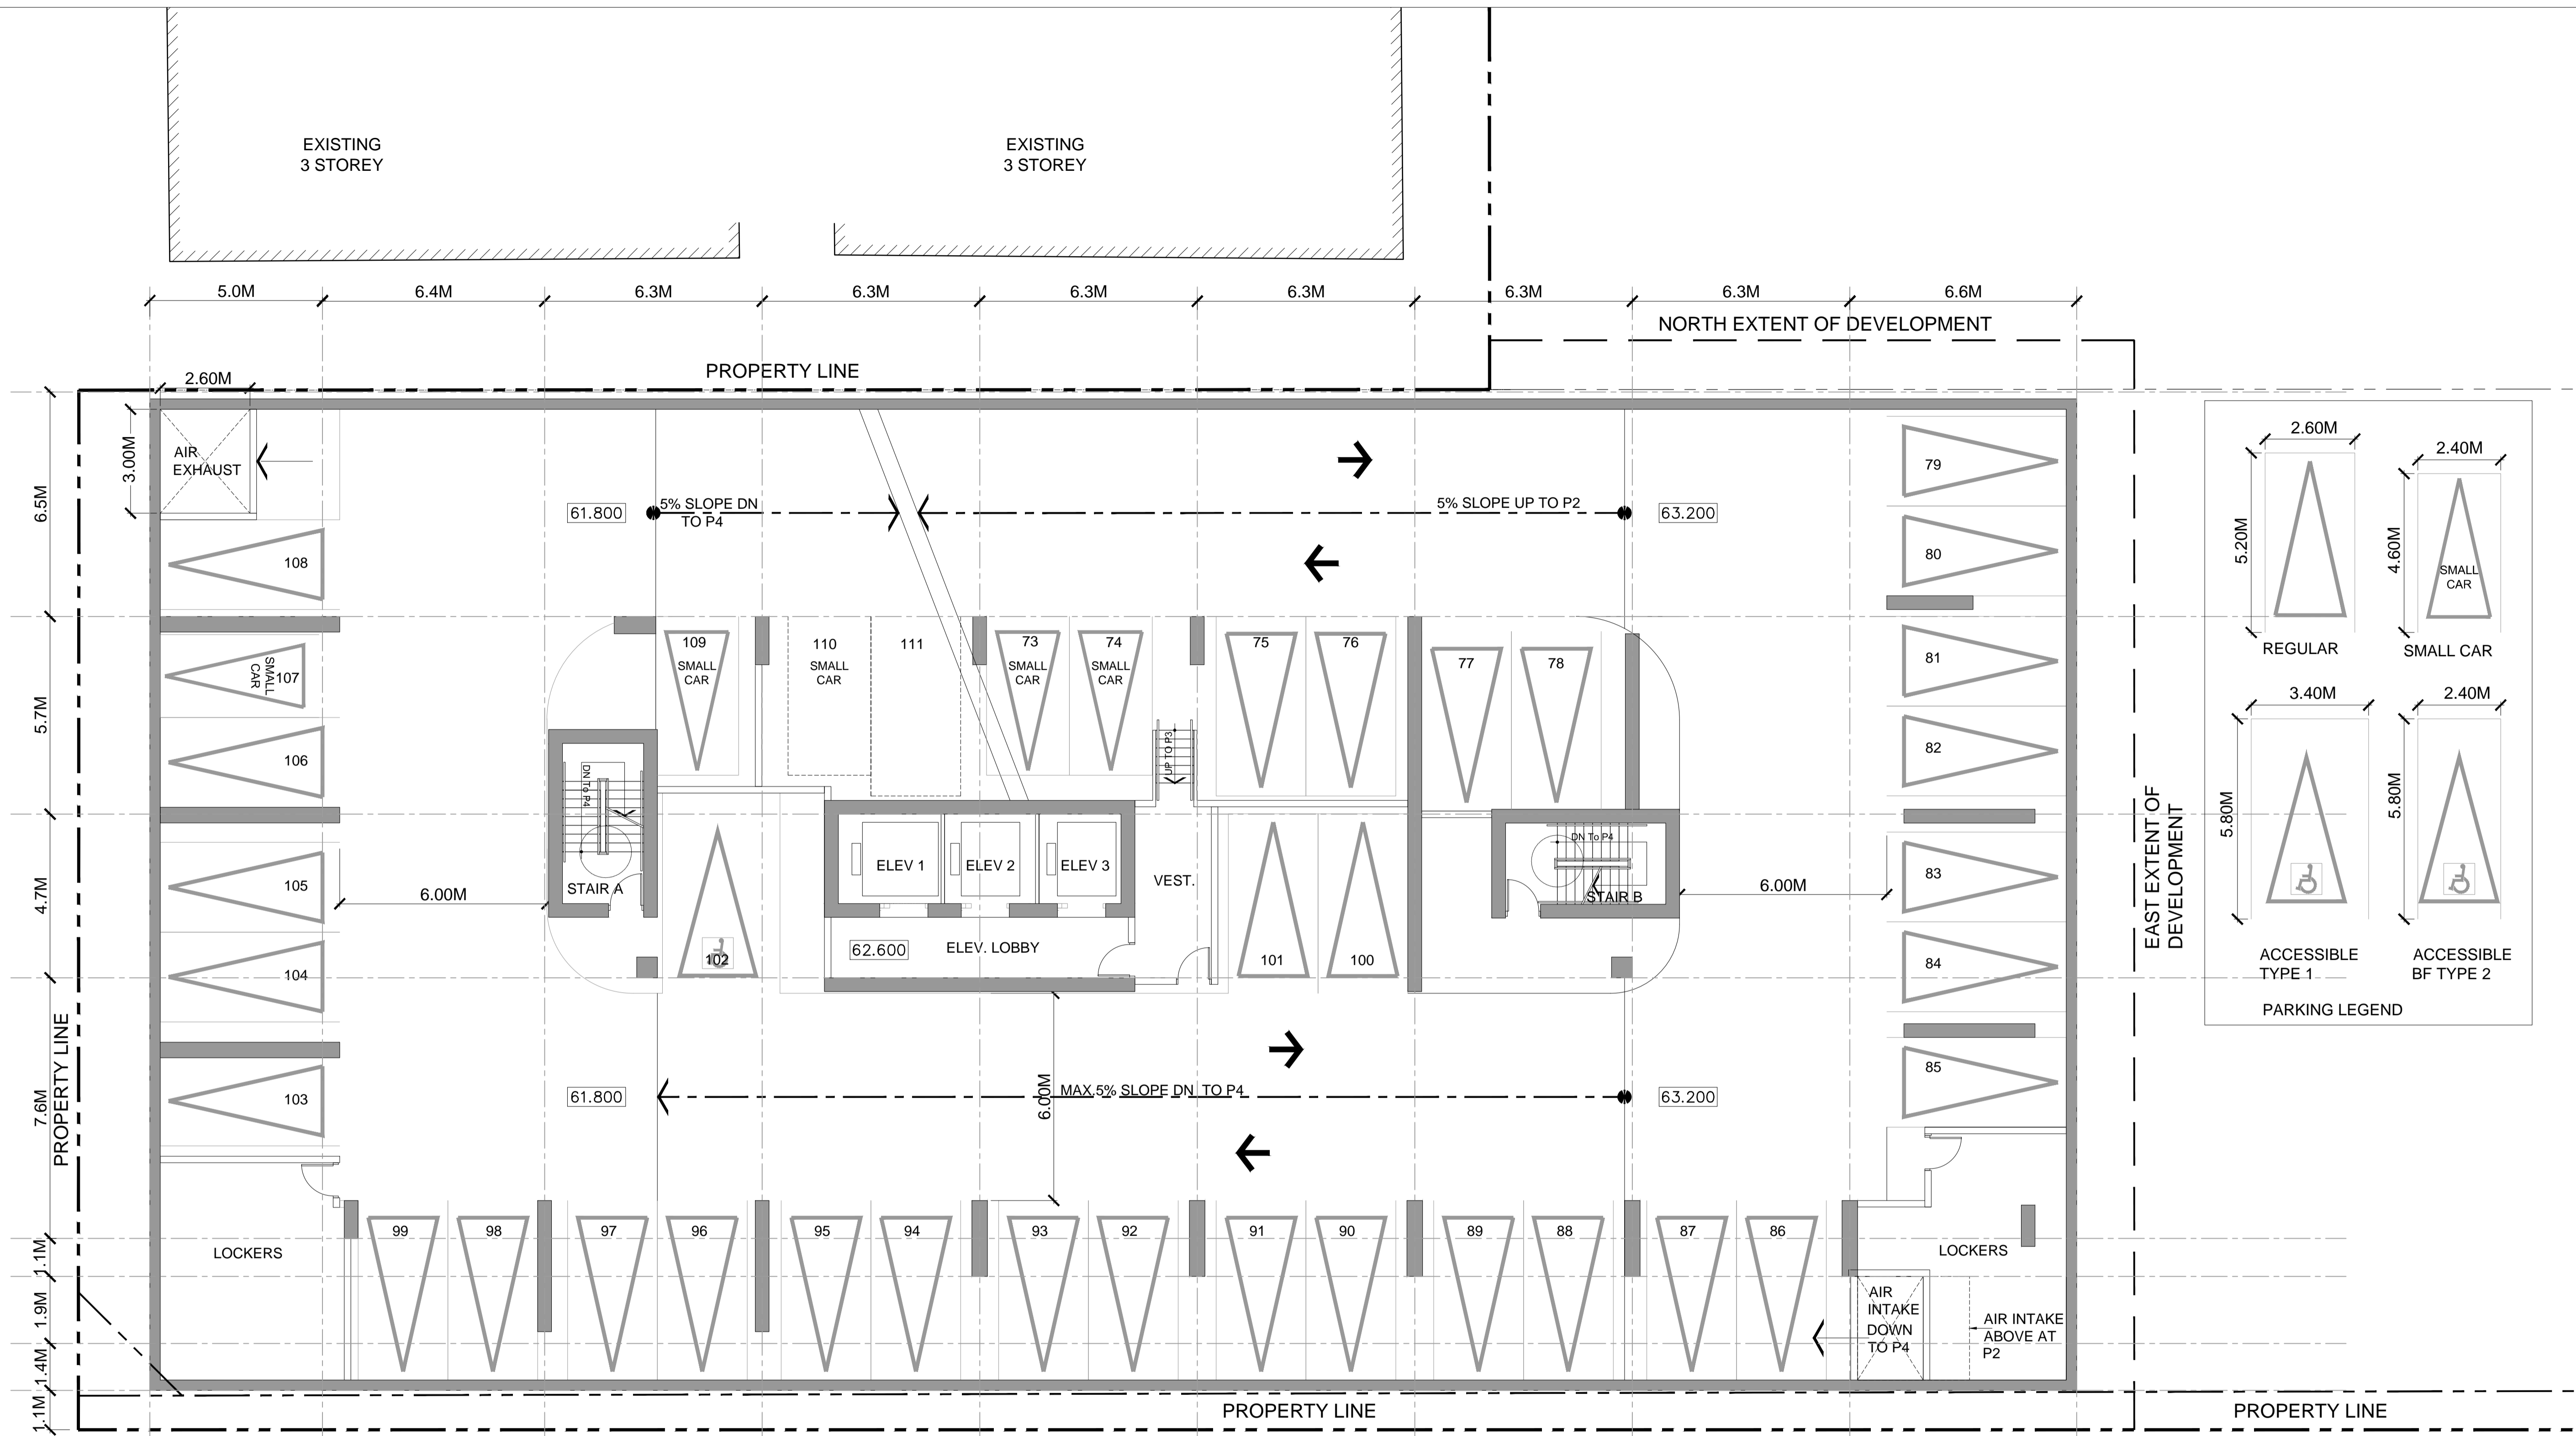 EXISTING
3 STOREY
EXISTING
3 STOREY
5.0M
6.4M
6.3M
6.3M
6.3M
6.3M
6.3M
6.3M
6.6M
NORTH EXTENT OF DEVELOPMENT
PROPERTY LINE
2.60M
3.00M
AIR
EXHAUST
6.5M
5.7M
4.7M
7.6M
1.1M
1.9M
1.4M
1.1M
PROPERTY LINE
61.800
5% SLOPE DN
TO P4
5% SLOPE UP TO P2
63.200
79
80
81
82
83
84
85
108
SMALL
CAR
107
106
105
104
103
109
SMALL
CAR
110
SMALL
CAR
111
73
SMALL
CAR
74
SMALL
CAR
75
76
77
78
UP TO P3
DN To P4
STAIR A
6.00M
ELEV 1
ELEV 2
ELEV 3
VEST.
DN To P4
STAIR B
6.00M
102
62.600
ELEV. LOBBY
101
100
61.800
6.00M
MAX.5% SLOPE DN TO P4
63.200
LOCKERS
99
98
97
96
95
94
93
92
91
90
89
88
87
86
LOCKERS
AIR
INTAKE
DOWN
TO P4
AIR INTAKE
ABOVE AT
P2
EAST EXTENT OF
DEVELOPMENT
2.60M
5.20M
REGULAR
2.40M
4.60M
SMALL
CAR
SMALL CAR
3.40M
5.80M
ACCESSIBLE
TYPE 1
2.40M
5.80M
ACCESSIBLE
BF TYPE 2
PARKING LEGEND
PROPERTY LINE
PROPERTY LINE